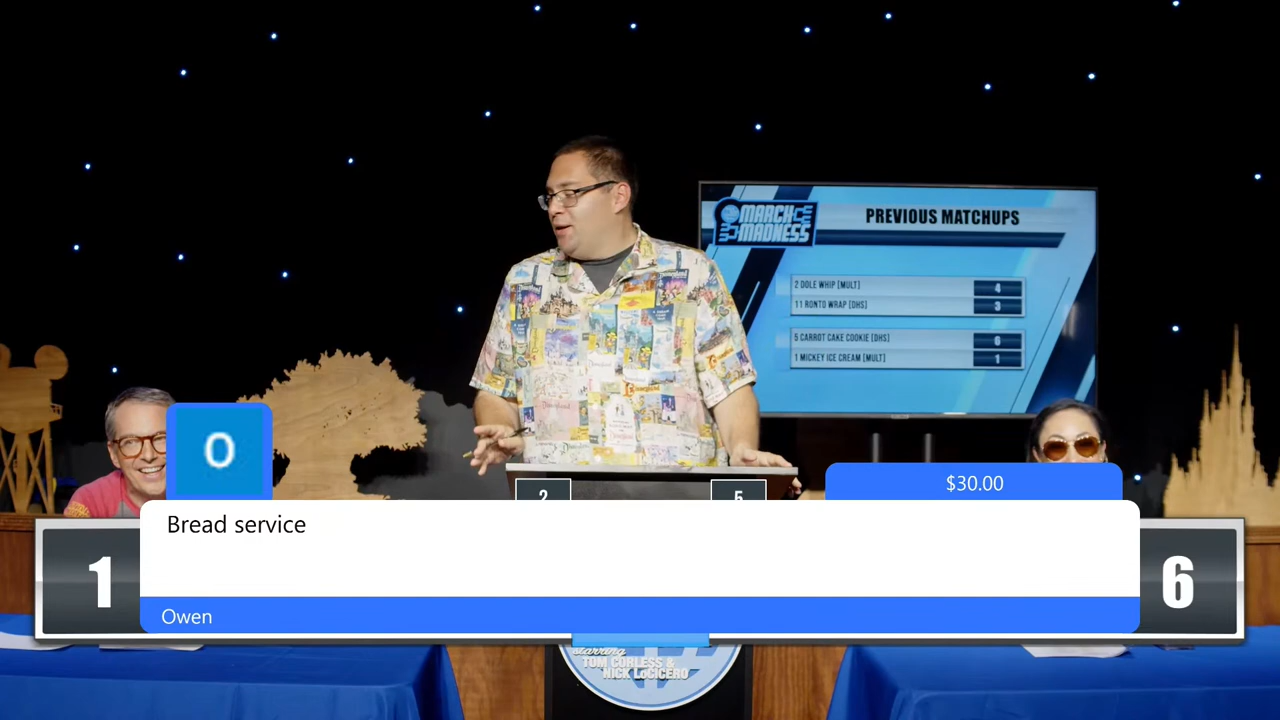 MARCH
MADNESS
PREVIOUS MATCHUPS
2 DOLE WHIP [MULT] 4
11 RONTO WRAP [DHS] 3
5 CARROT CAKE COOKIE [DHS] 6
1 MICKEY ICE CREAM [MULT] 1
O
$30.00
2
5
Bread service
1
6
Owen
starring
TOM CORLESS &
NICK LoCICERO